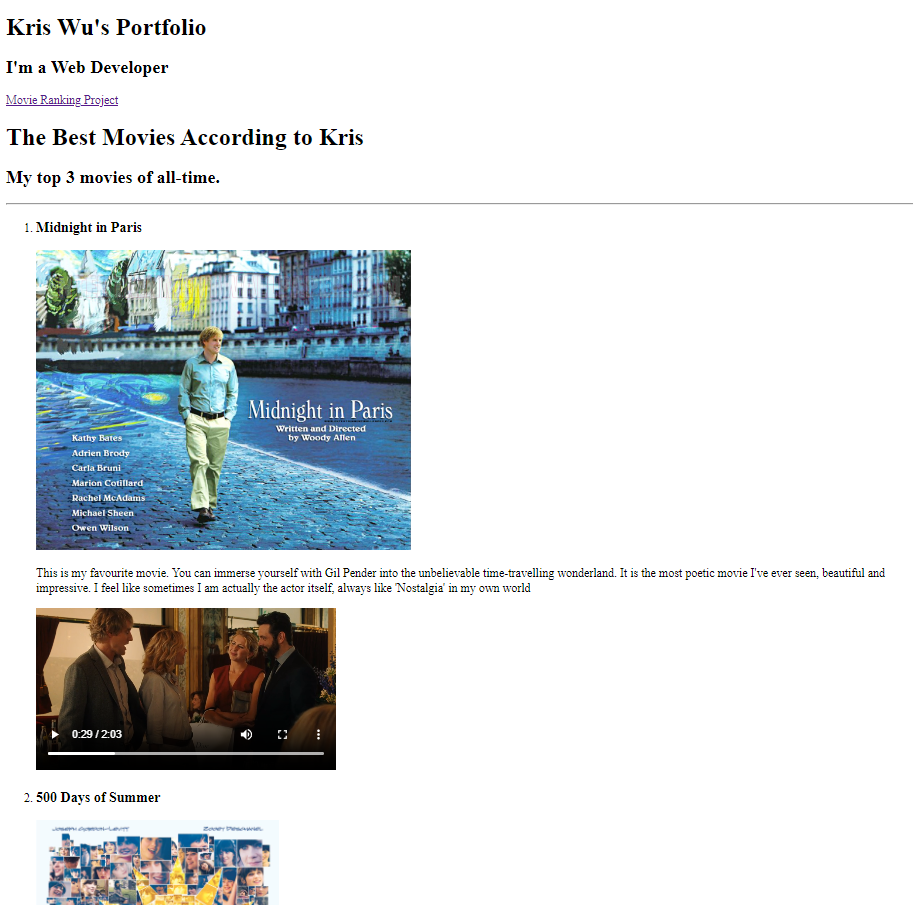 Kris Wu's Portfolio
I'm a Web Developer
Movie Ranking Project
The Best Movies According to Kris
My top 3 movies of all-time.
1. Midnight in Paris
Midnight in Paris
Written and Directed
by Woody Allen
Kathy Bates
Adrien Brody
Carla Bruni
Marion Cotillard
Rachel McAdams
Michael Sheen
Owen Wilson
This is my favourite movie. You can immerse yourself with Gil Pender into the unbelievable time-travelling wonderland. It is the most poetic movie I've ever seen, beautiful and
impressive. I feel like sometimes I am actually the actor itself, always like 'Nostalgia' in my own world
0:29 / 2:03
2. 500 Days of Summer
JOSEPH GORDON-LEVITT ZOOEY DESCHANEL